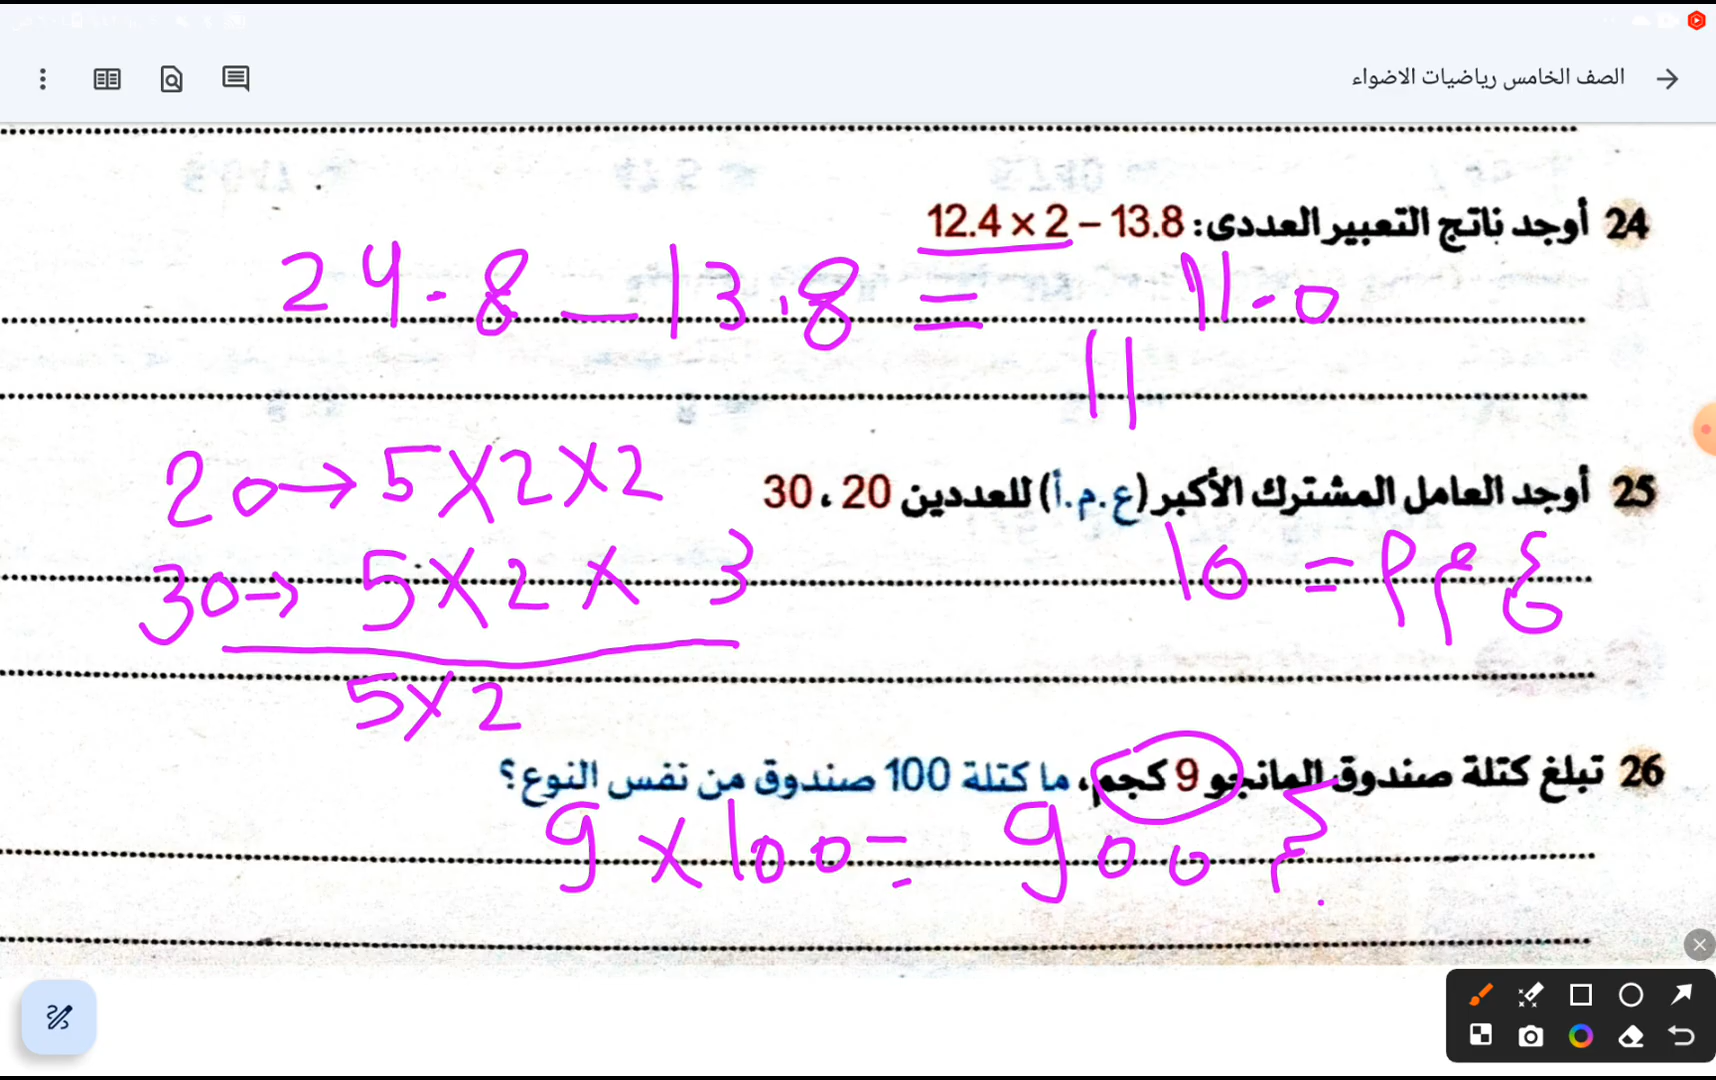 الصف الخامس رياضيات الاضواء
24 أوجد ناتج التعبير العددى: 12.4 × 2 – 13.8
24.8 – 13.8 = 11.0
11
25 أوجد العامل المشترك الأكبر (ع.م.أ) للعددين 20 ، 30
20 → 5 × 2 × 2
30 → 5 × 2 × 3
5 × 2
ع م أ = 10
26 تبلغ كتلة صندوق المانجو 9 كجم، ما كتلة 100 صندوق من نفس النوع؟
9 × 100 = 900